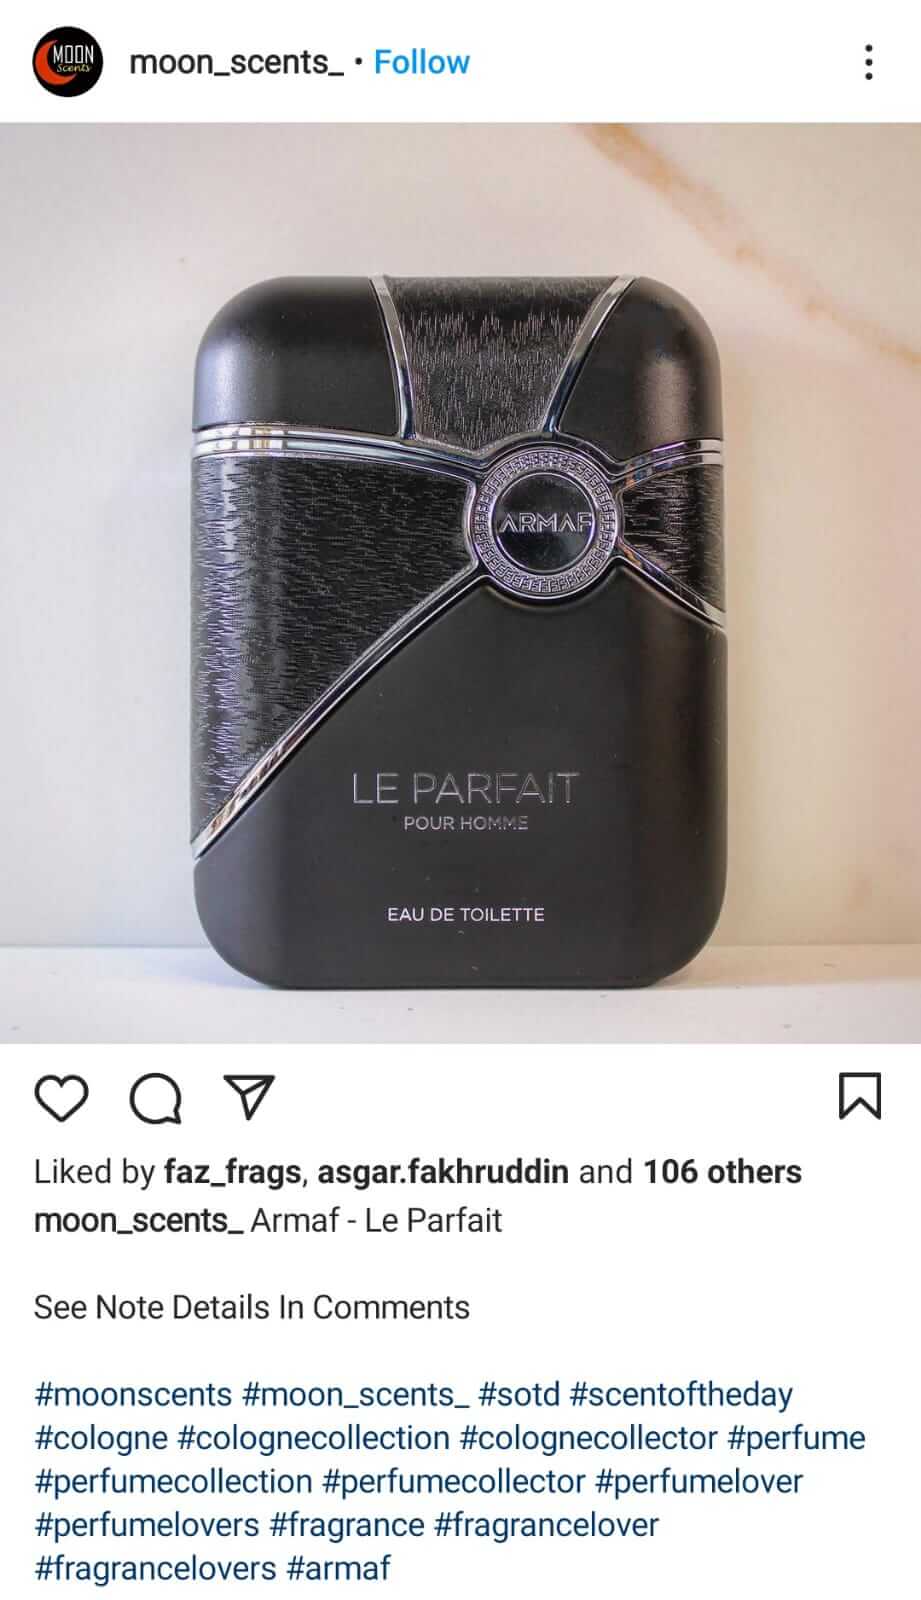 MOON
Scents
moon_scents_ • Follow
ARMAF
LE PARFAIT
POUR HOMME
EAU DE TOILETTE
Liked by faz_frags, asgar.fakhruddin and 106 others
moon_scents_ Armaf - Le Parfait
See Note Details In Comments
#moonscents #moon_scents_ #sotd #scentoftheday
#cologne #colognecollection #colognecollector #perfume
#perfumecollection #perfumecollector #perfumelover
#perfumelovers #fragrance #fragrancelover
#fragrancelovers #armaf